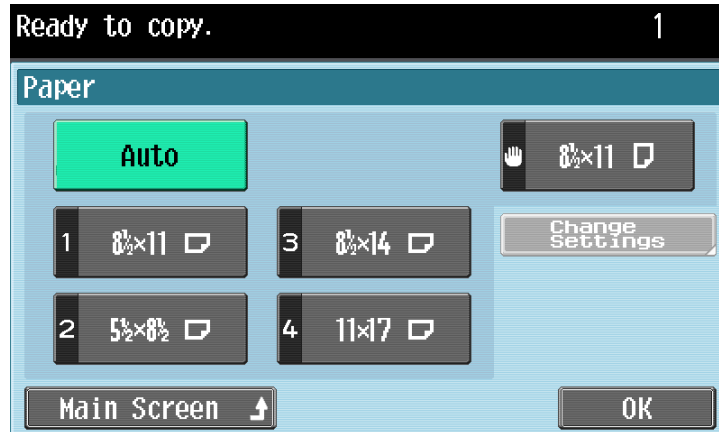 Ready to copy. 1
Paper
Auto
8½×11
1 8½×11
3 8½×14
Change
Settings
2 5½×8½
4 11×17
Main Screen
OK